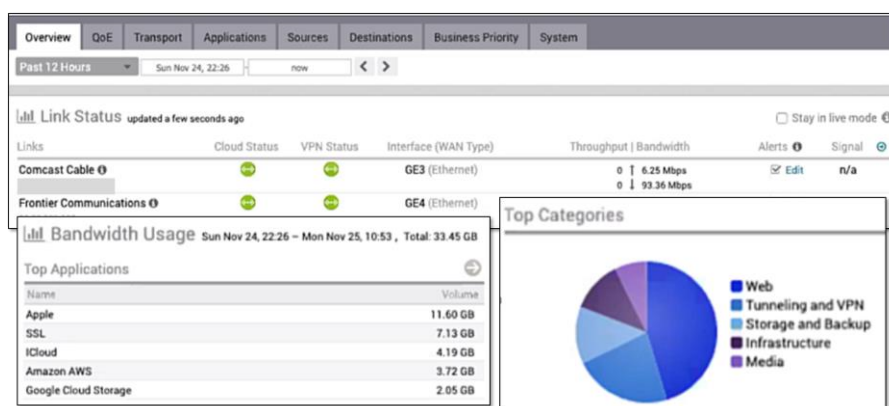 Overview QoE Transport Applications Sources Destinations Business Priority System
Past 12 Hours Sun Nov 24, 22:26 - now
Link Status updated a few seconds ago Stay in live mode
Links Cloud Status VPN Status Interface (WAN Type) Throughput | Bandwidth Alerts Signal
Comcast Cable GE3 (Ethernet) 0 ↑ 6.25 Mbps Edit n/a
0 ↓ 93.36 Mbps
Frontier Communications GE4 (Ethernet)
Bandwidth Usage Sun Nov 24, 22:26 – Mon Nov 25, 10:53 , Total: 33.45 GB
Top Applications
Name Volume
Apple 11.60 GB
SSL 7.13 GB
ICloud 4.19 GB
Amazon AWS 3.72 GB
Google Cloud Storage 2.05 GB
Top Categories
Web
Tunneling and VPN
Storage and Backup
Infrastructure
Media